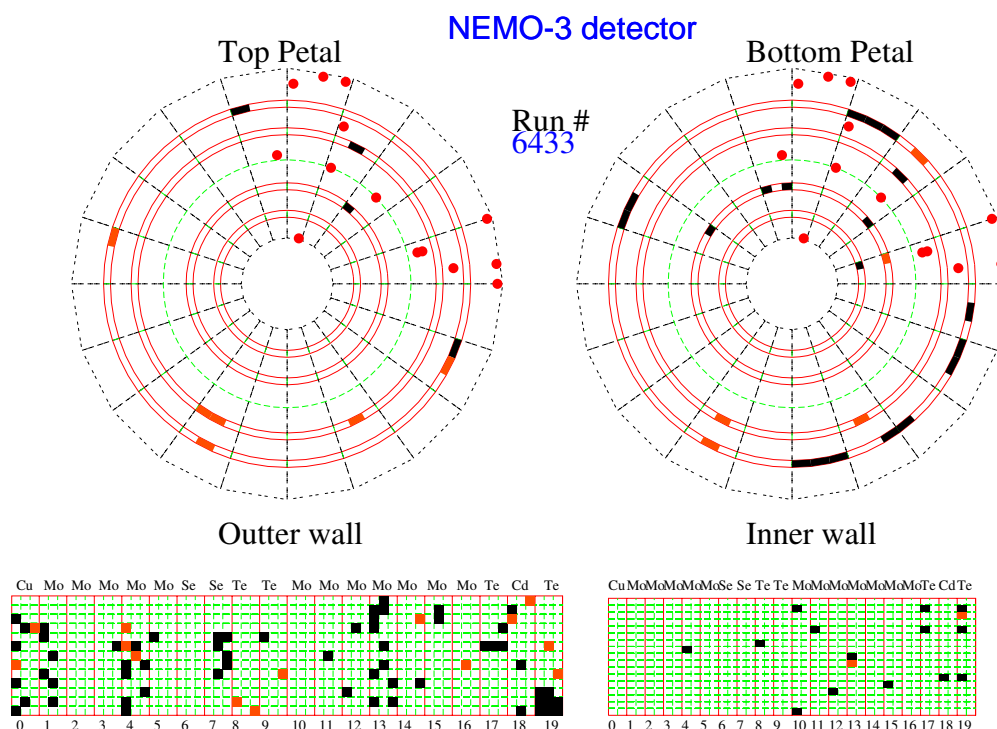 NEMO-3 detector
Top Petal
Bottom Petal
Run #
6433
Outter wall
Inner wall
Cu Mo Mo Mo Mo Mo Se Se Te Te Mo Mo Mo Mo Mo Mo Mo Te Cd Te
0 1 2 3 4 5 6 7 8 9 10 11 12 13 14 15 16 17 18 19
Cu Mo Mo Mo Mo Mo Se Se Te Te Mo Mo Mo Mo Mo Mo Mo Te Cd Te
0 1 2 3 4 5 6 7 8 9 10 11 12 13 14 15 16 17 18 19